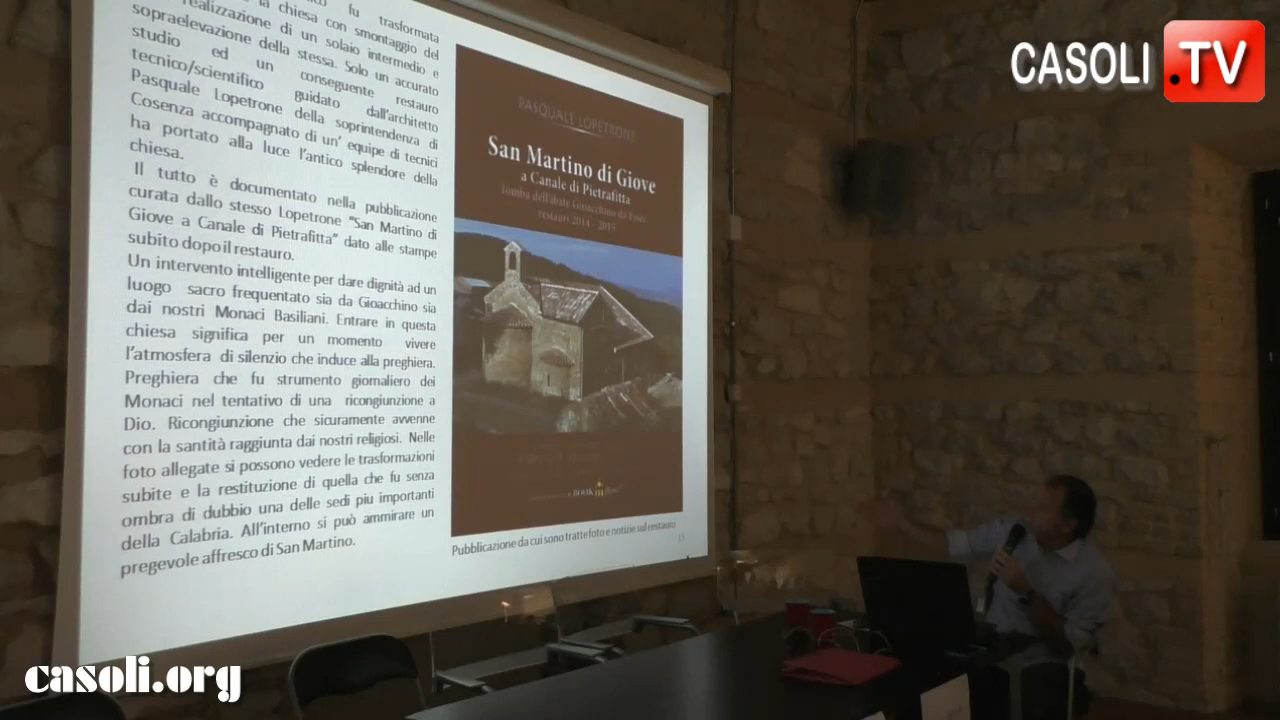 fu trasformata
la chiesa con smontaggio del
realizzazione di un solaio intermedio e
sopraelevazione della stessa. Solo un accurato
studio ed un conseguente restauro
tecnico/scientifico guidato dall'architetto
Pasquale Lopetrone della soprintendenza di
Cosenza accompagnato di un' equipe di tecnici
ha portato alla luce l'antico splendore della
chiesa.
Il tutto è documentato nella pubblicazione
curata dallo stesso Lopetrone "San Martino di
Giove a Canale di Pietrafitta" dato alle stampe
subito dopo il restauro.
Un intervento intelligente per dare dignità ad un
luogo sacro frequentato sia da Gioacchino sia
dai nostri Monaci Basiliani. Entrare in questa
chiesa significa per un momento vivere
l'atmosfera di silenzio che induce alla preghiera.
Preghiera che fu strumento giornaliero dei
Monaci nel tentativo di una ricongiunzione a
Dio. Ricongiunzione che sicuramente avvenne
con la santità raggiunta dai nostri religiosi. Nelle
foto allegate si possono vedere le trasformazioni
subite e la restituzione di quella che fu senza
ombra di dubbio una delle sedi piu importanti
della Calabria. All'interno si può ammirare un
pregevole affresco di San Martino.
PASQUALE LOPETRONE
San Martino di Giove
a Canale di Pietrafitta
Tomba dell'abate Gioacchino da Fiore
restauri 2014 - 2015
BOOK
Pubblicazione da cui sono tratte foto e notizie sul restauro
15
CASOLI .TV
casoli.org